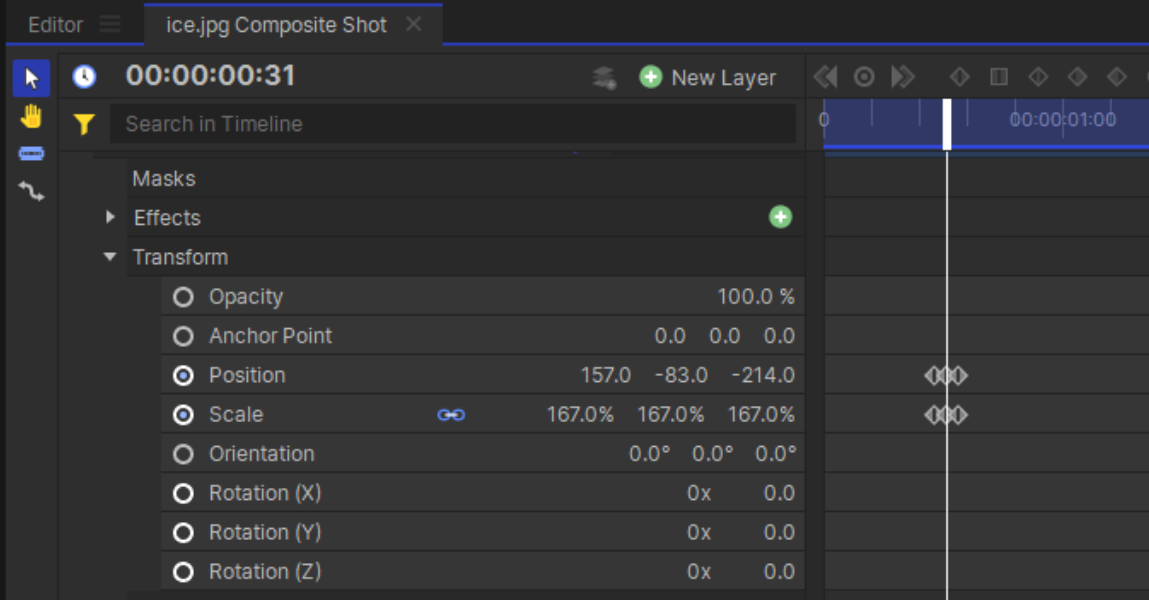 Editor ice.jpg Composite Shot
00:00:00:31 New Layer
Search in Timeline 0 00:00:01:00
Masks
Effects
Transform
Opacity 100.0 %
Anchor Point 0.0 0.0 0.0
Position 157.0 -83.0 -214.0
Scale 167.0% 167.0% 167.0%
Orientation 0.0° 0.0° 0.0°
Rotation (X) 0x 0.0
Rotation (Y) 0x 0.0
Rotation (Z) 0x 0.0